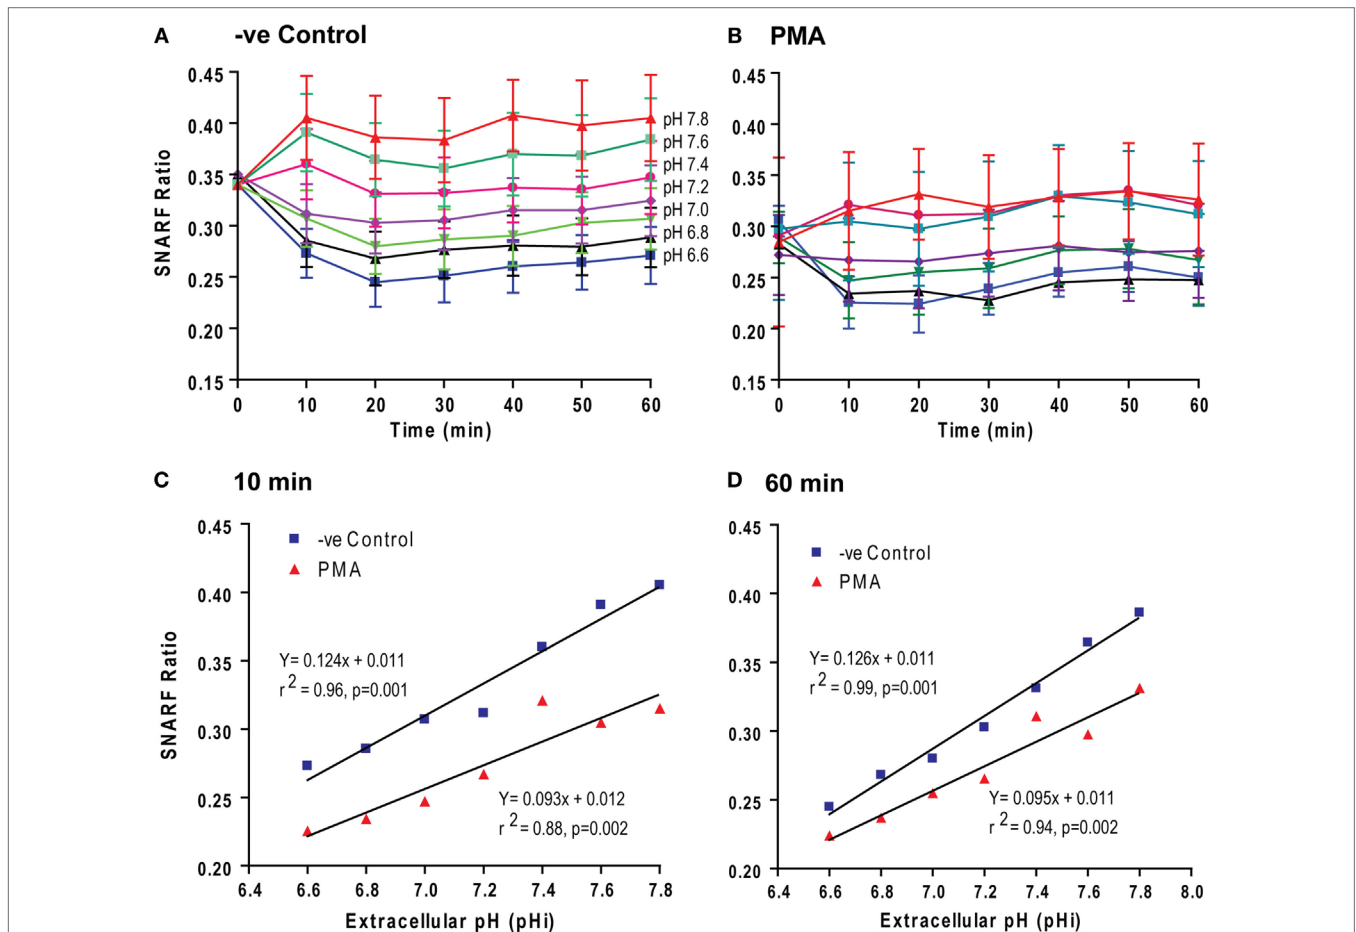 A -ve Control
SNARF Ratio
0.45
0.40
0.35
0.30
0.25
0.20
0.15
0 10 20 30 40 50 60
Time (min)
pH 7.8
pH 7.6
pH 7.4
pH 7.2
pH 7.0
pH 6.8
pH 6.6
B PMA
0.45
0.40
0.35
0.30
0.25
0.20
0.15
0 10 20 30 40 50 60
Time (min)
C 10 min
SNARF Ratio
0.45
0.40
0.35
0.30
0.25
0.20
-ve Control
PMA
Y= 0.124x + 0.011
r 2 = 0.96, p=0.001
Y= 0.093x + 0.012
r 2 = 0.88, p=0.002
6.4 6.6 6.8 7.0 7.2 7.4 7.6 7.8
Extracellular pH (pHi)
D 60 min
0.45
0.40
0.35
0.30
0.25
0.20
-ve Control
PMA
Y= 0.126x + 0.011
r 2 = 0.99, p=0.001
Y= 0.095x + 0.011
r 2 = 0.94, p=0.002
6.4 6.6 6.8 7.0 7.2 7.4 7.6 7.8 8.0
Extracellular pH (pHi)